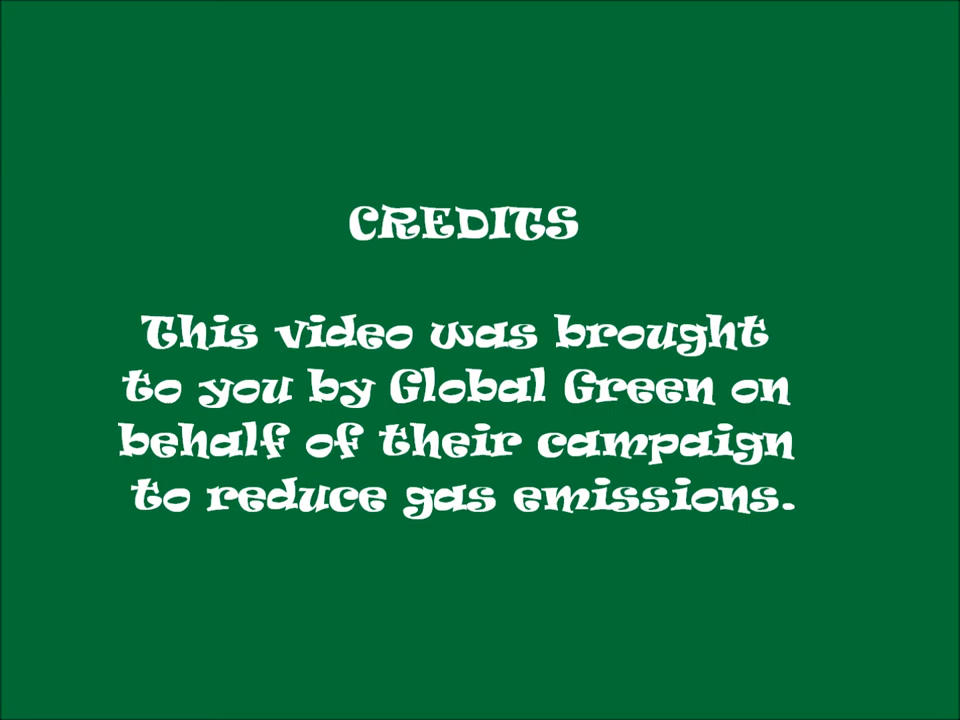 CREDITS
This video was brought
to you by Global Green on
behalf of their campaign
to reduce gas emissions.